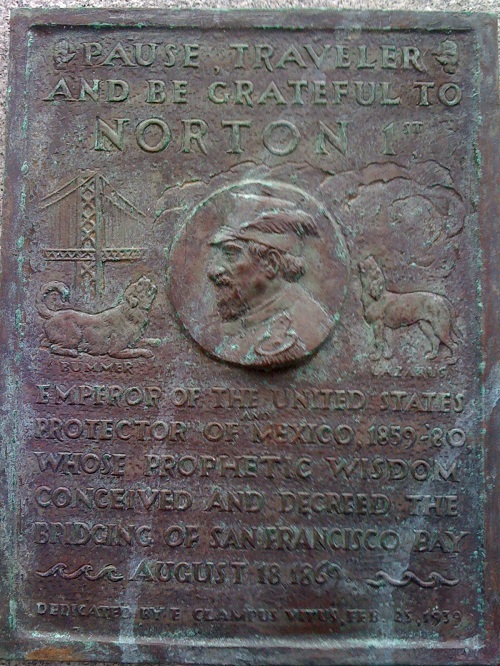 PAUSE, TRAVELER
AND BE GRATEFUL TO
NORTON 1ST
BUMMER
LAZARUS
EMPEROR OF THE UNITED STATES
AND
PROTECTOR OF MEXICO, 1859-80
WHOSE PROPHETIC WISDOM
CONCEIVED AND DECREED THE
BRIDGING OF SAN FRANCISCO BAY
AUGUST 18, 1869
DEDICATED BY E CLAMPUS VITUS, FEB. 25, 1939